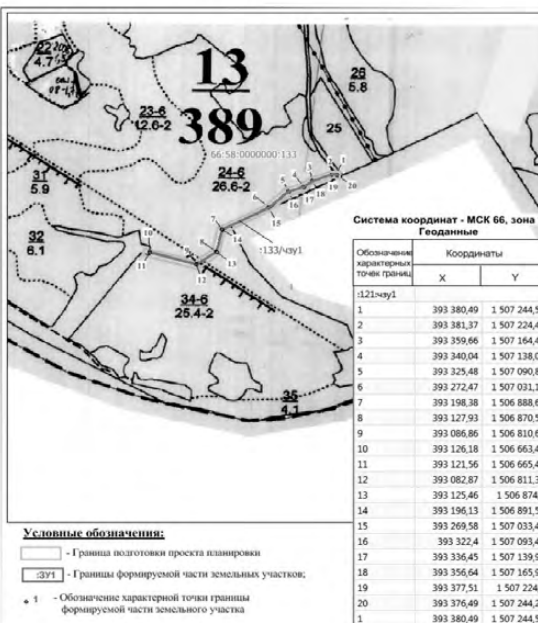 22
4.7
13
389
23-6
12.6-2
26
5.8
25
66:58:0000000:133
24-6
26.6-2
31
5.9
32
6.1
:133/чзу1
34-6
25.4-2
35
4.1
1
2
3
4
5
6
7
8
9
10
11
12
13
14
15
16
17
18
19
20
Система координат - МСК 66, зона
Геоданные
Обозначение характерных точек границ
Координаты
X Y
:121:чзу1
1 393 380,49 1 507 244,5
2 393 381,37 1 507 224,4
3 393 359,66 1 507 164,4
4 393 340,04 1 507 138,0
5 393 325,48 1 507 090,8
6 393 272,47 1 507 031,1
7 393 198,38 1 506 888,6
8 393 127,93 1 506 870,5
9 393 086,86 1 506 810,6
10 393 126,18 1 506 663,4
11 393 121,56 1 506 665,4
12 393 082,87 1 506 811,3
13 393 125,46 1 506 874
14 393 196,13 1 506 891,5
15 393 269,58 1 507 033,4
16 393 322,4 1 507 093,4
17 393 336,45 1 507 139,9
18 393 356,64 1 507 165,9
19 393 377,51 1 507 224
20 393 376,49 1 507 244,2
1 393 380,49 1 507 244,5
Условные обозначения:
- Граница подготовки проекта планировки
:ЗУ1 - Границы формируемой части земельных участков;
1 - Обозначение характерной точки границы
формируемой части земельного участка